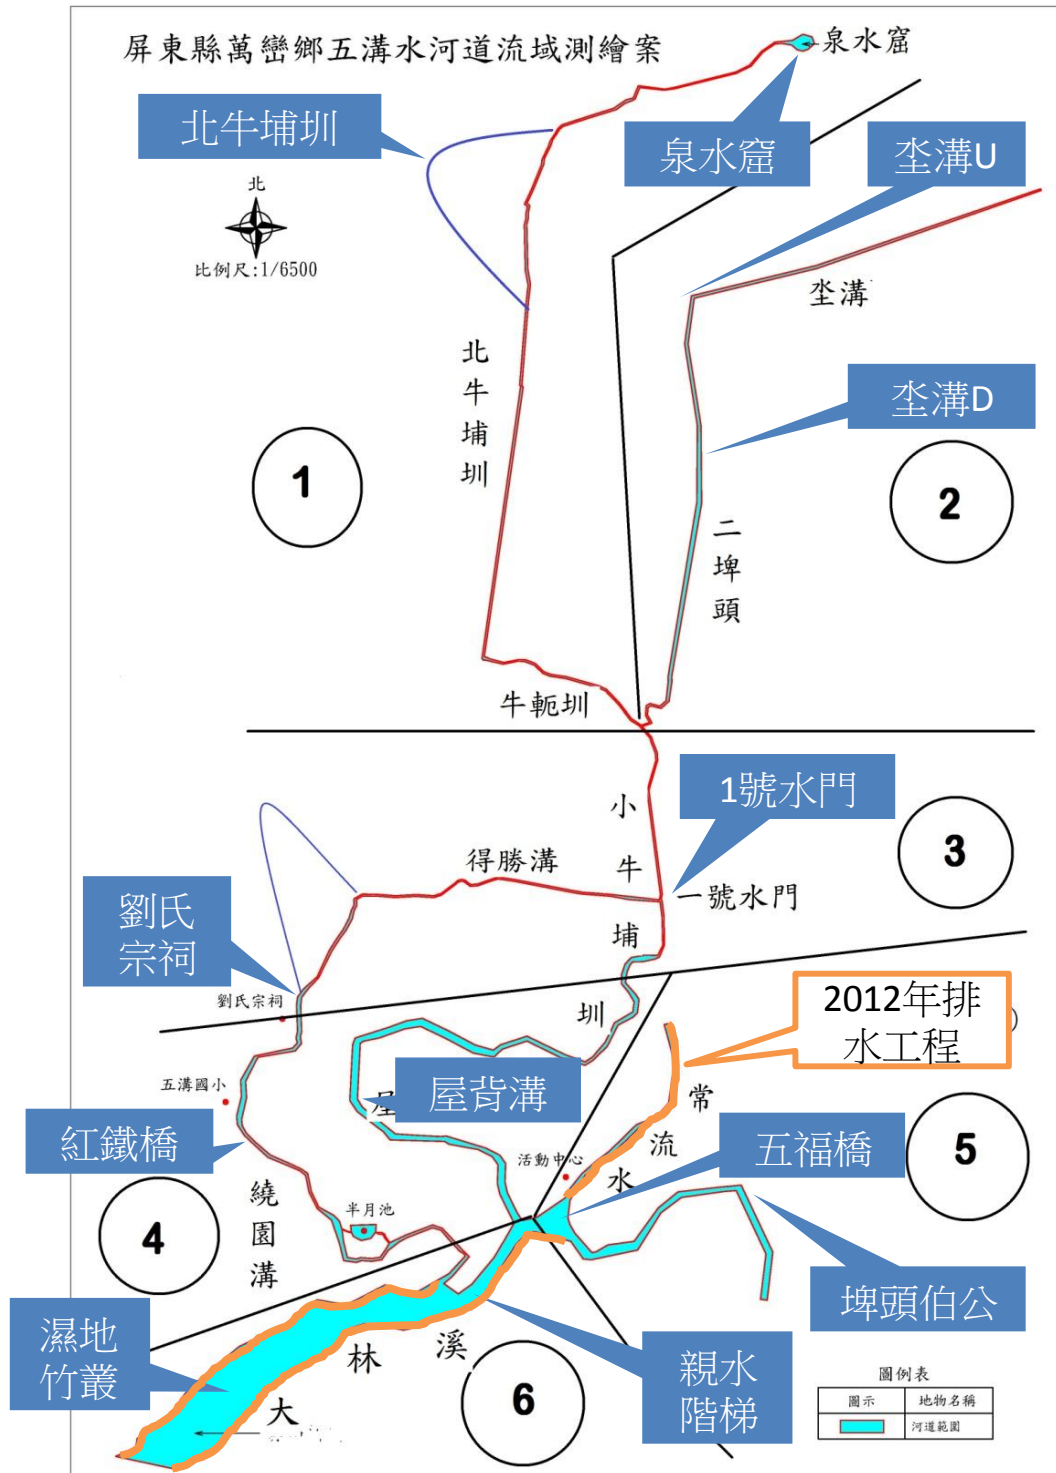 屏東縣萬巒鄉五溝水河道流域測繪案
泉水窟
北牛埔圳
泉水窟
坔溝U
北
比例尺:1/6500
坔溝
北牛埔圳
坔溝D
1
2
二埤頭
牛軛圳
1號水門
小牛埔圳
3
得勝溝
一號水門
劉氏
宗祠
劉氏宗祠
2012年排
水工程
五溝國小
屋
屋背溝
常流水
紅鐵橋
活動中心
五福橋
5
繞園溝
半月池
4
埤頭伯公
濕地
竹叢
大林溪
親水
階梯
6
圖例表
圖示
地物名稱
河道範圍